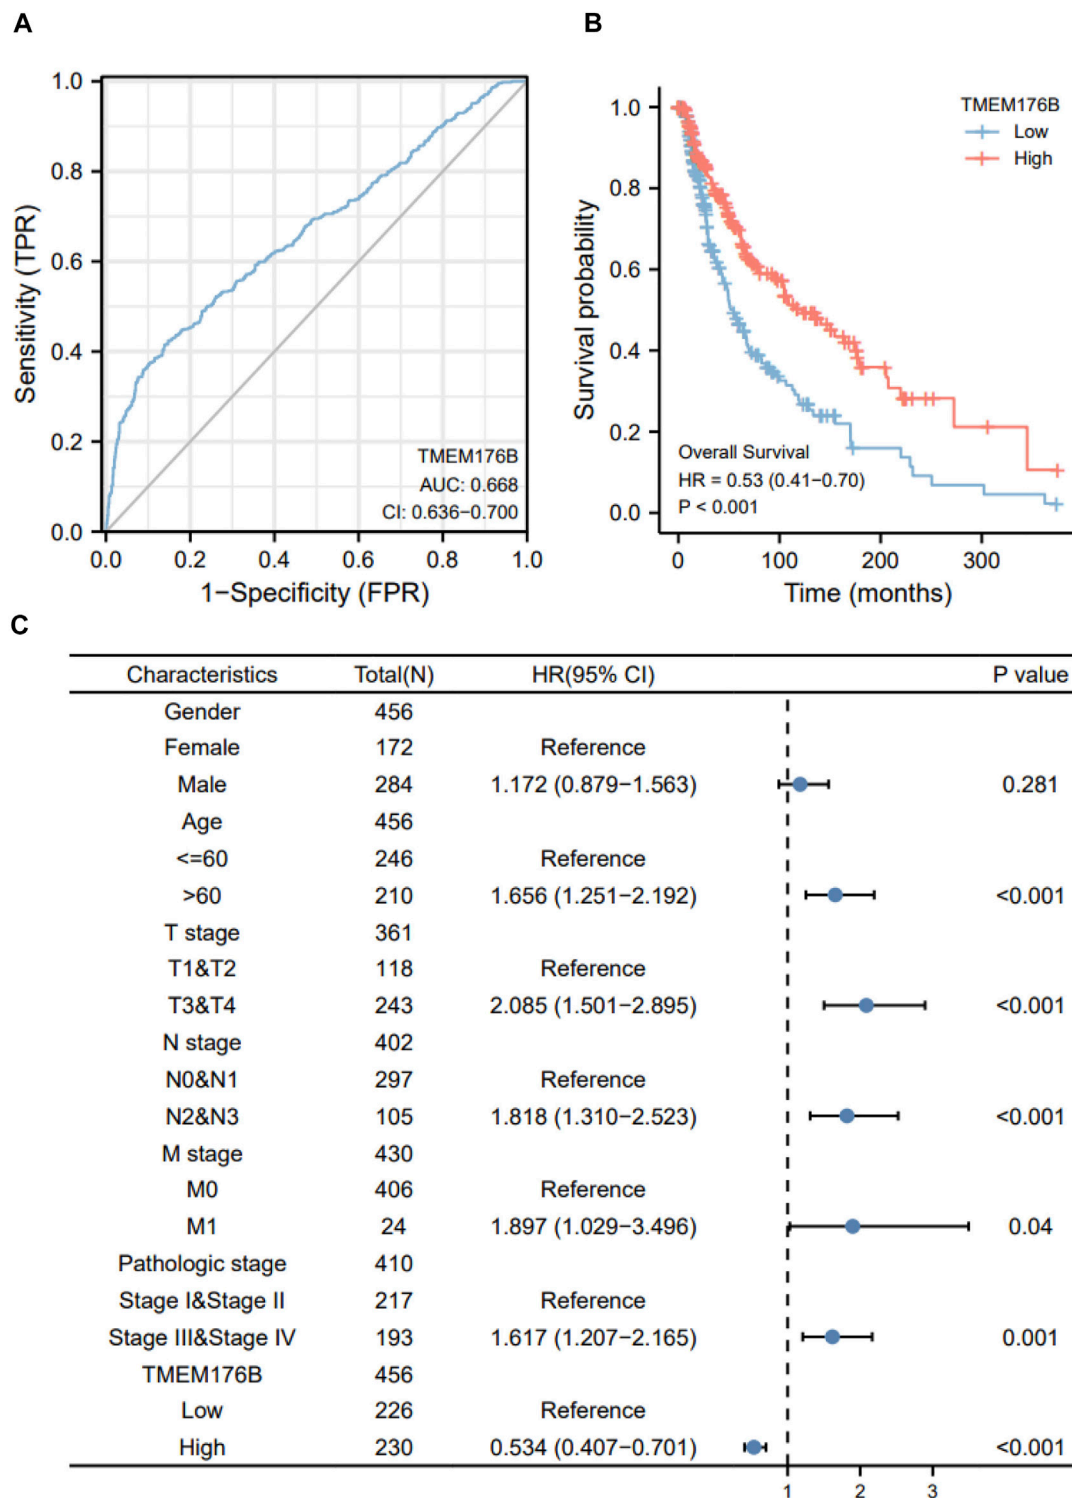 A
1.0
0.8
0.6
0.4
0.2
0.0
Sensitivity (TPR)
TMEM176B
AUC: 0.668
CI: 0.636−0.700
0.0 0.2 0.4 0.6 0.8 1.0
1−Specificity (FPR)
B
1.0
0.8
0.6
0.4
0.2
0.0
Survival probability
TMEM176B
Low
High
Overall Survival
HR = 0.53 (0.41−0.70)
P < 0.001
0 100 200 300
Time (months)
C
Characteristics Total(N) HR(95% CI) P value
Gender 456
Female 172 Reference
Male 284 1.172 (0.879−1.563) 0.281
Age 456
<=60 246 Reference
>60 210 1.656 (1.251−2.192) <0.001
T stage 361
T1&T2 118 Reference
T3&T4 243 2.085 (1.501−2.895) <0.001
N stage 402
N0&N1 297 Reference
N2&N3 105 1.818 (1.310−2.523) <0.001
M stage 430
M0 406 Reference
M1 24 1.897 (1.029−3.496) 0.04
Pathologic stage 410
Stage I&Stage II 217 Reference
Stage III&Stage IV 193 1.617 (1.207−2.165) 0.001
TMEM176B 456
Low 226 Reference
High 230 0.534 (0.407−0.701) <0.001
1 2 3